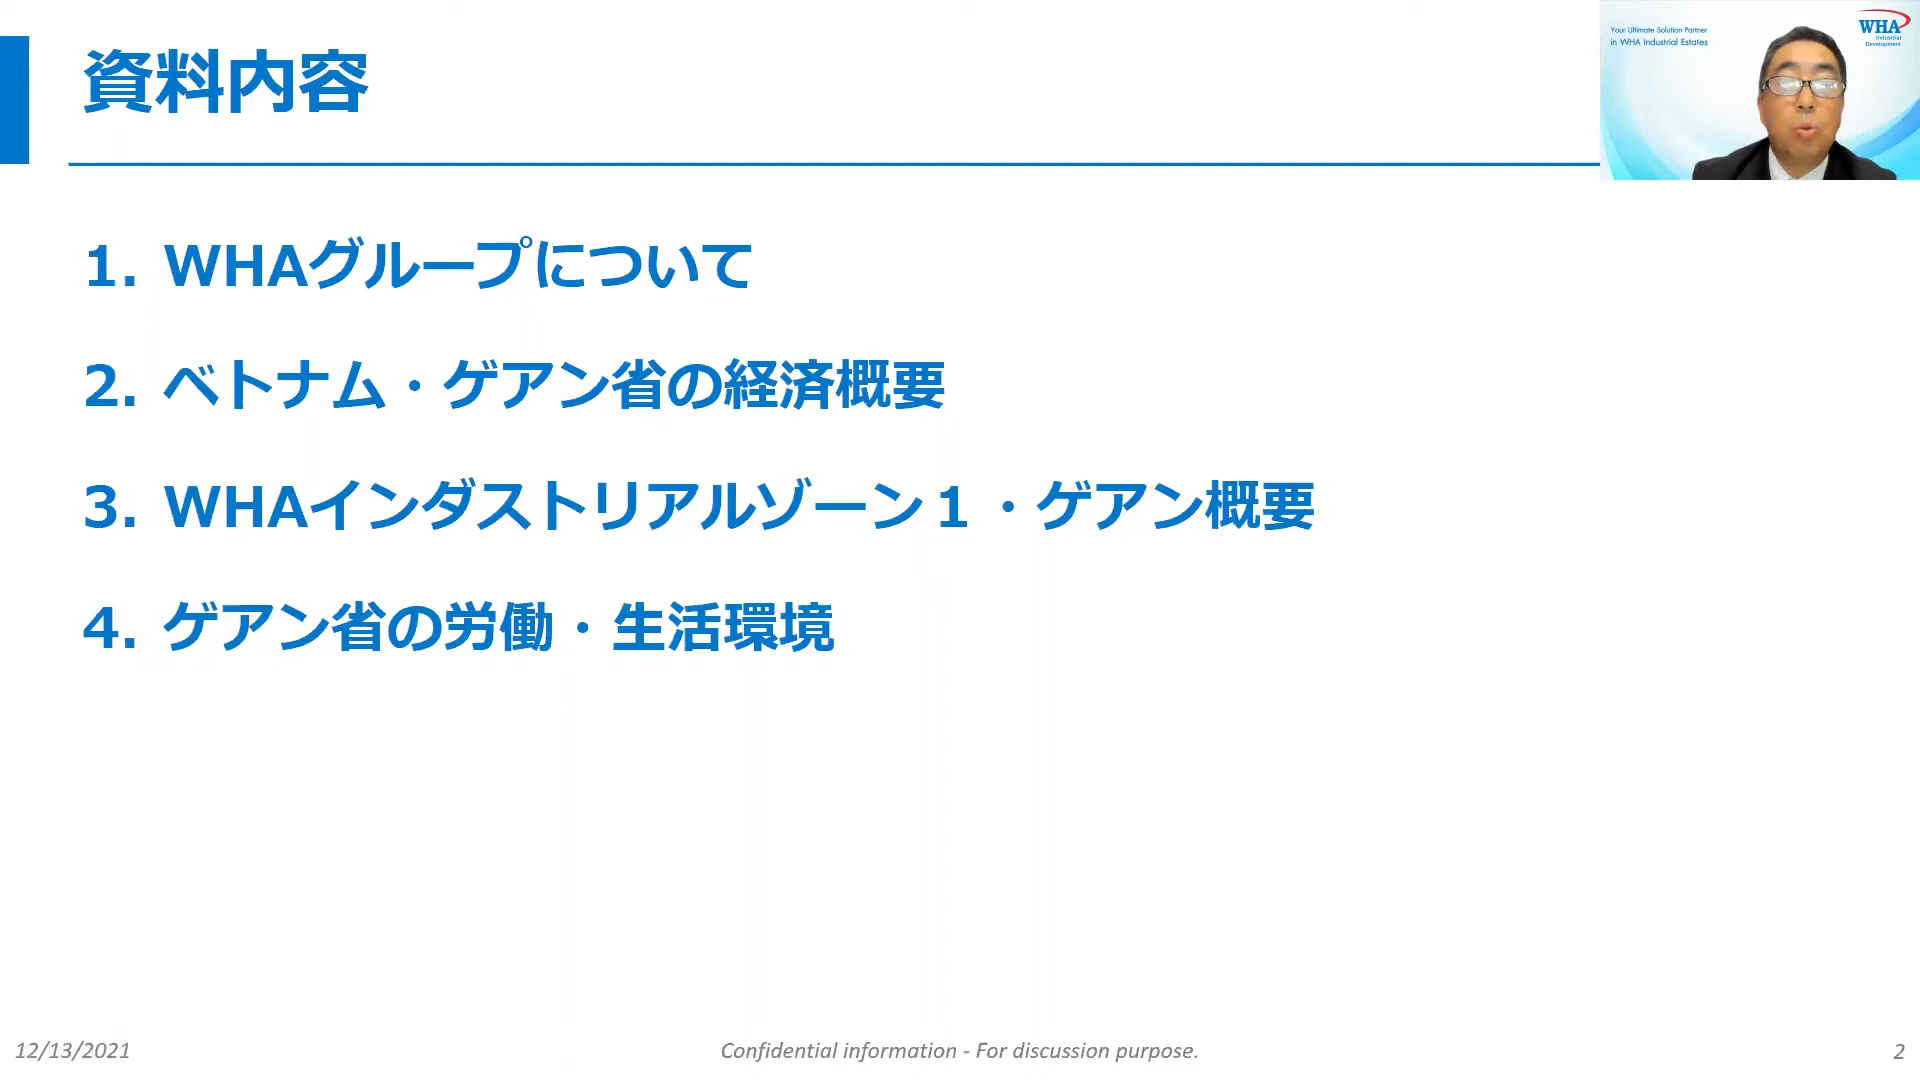 資料内容
Your Ultimate Solution Partner
in WHA Industrial Estates
WHA
Industrial
Development
1. WHAグループについて
2. ベトナム・ゲアン省の経済概要
3. WHAインダストリアルゾーン１・ゲアン概要
4. ゲアン省の労働・生活環境
12/13/2021
Confidential information - For discussion purpose.
2